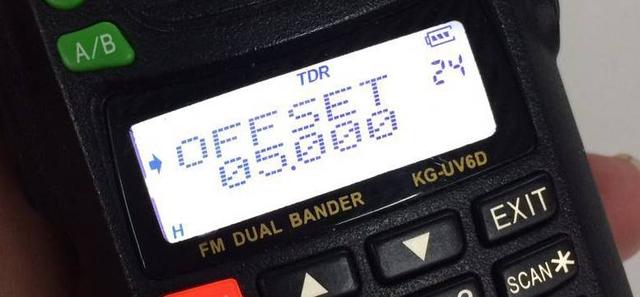 A/B
TDR
24
OFFSET
05.000
H
FM DUAL BANDER
KG-UV6D
EXIT
SCAN*